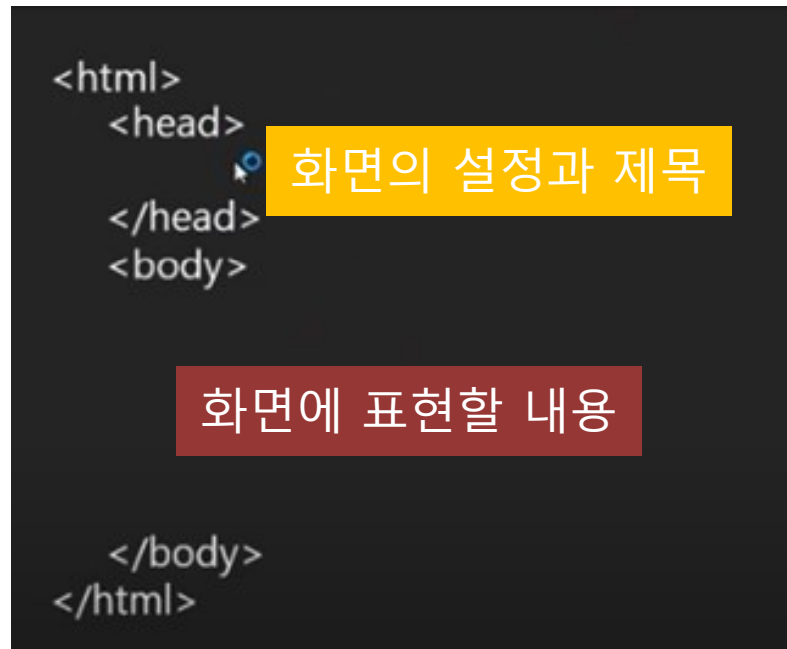 <html>
<head>
화면의 설정과 제목
</head>
<body>
화면에 표현할 내용
</body>
</html>